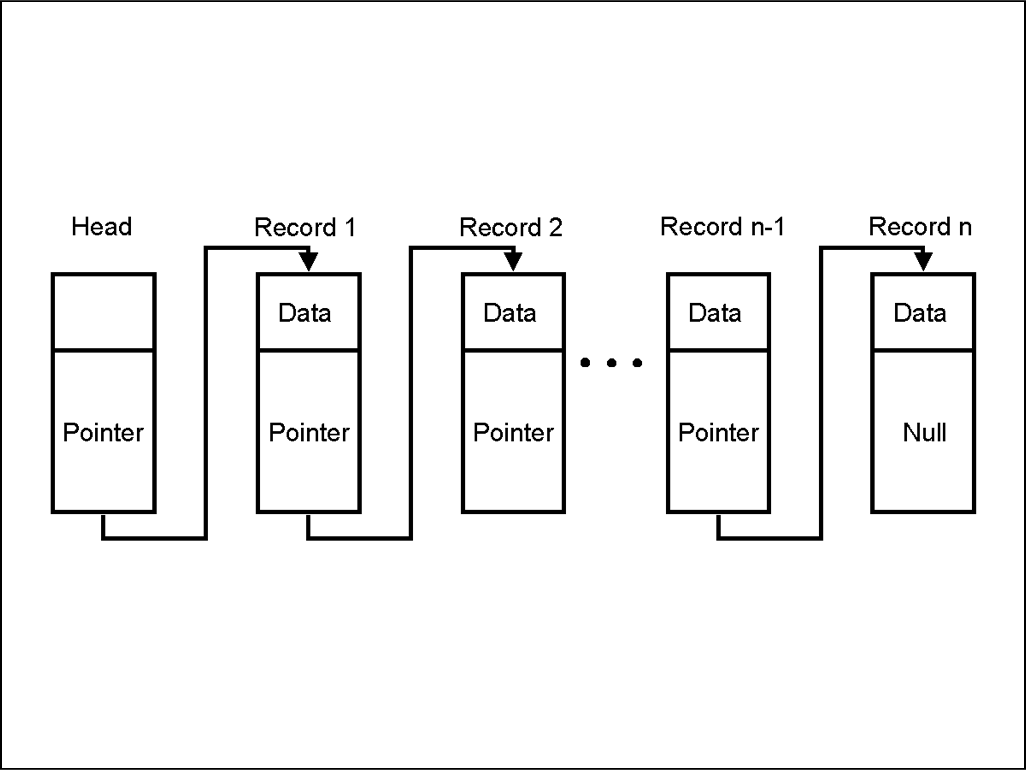 Head
Record 1
Record 2
Record n-1
Record n
Data
Data
Data
Data
Pointer
Pointer
Pointer
Pointer
Null